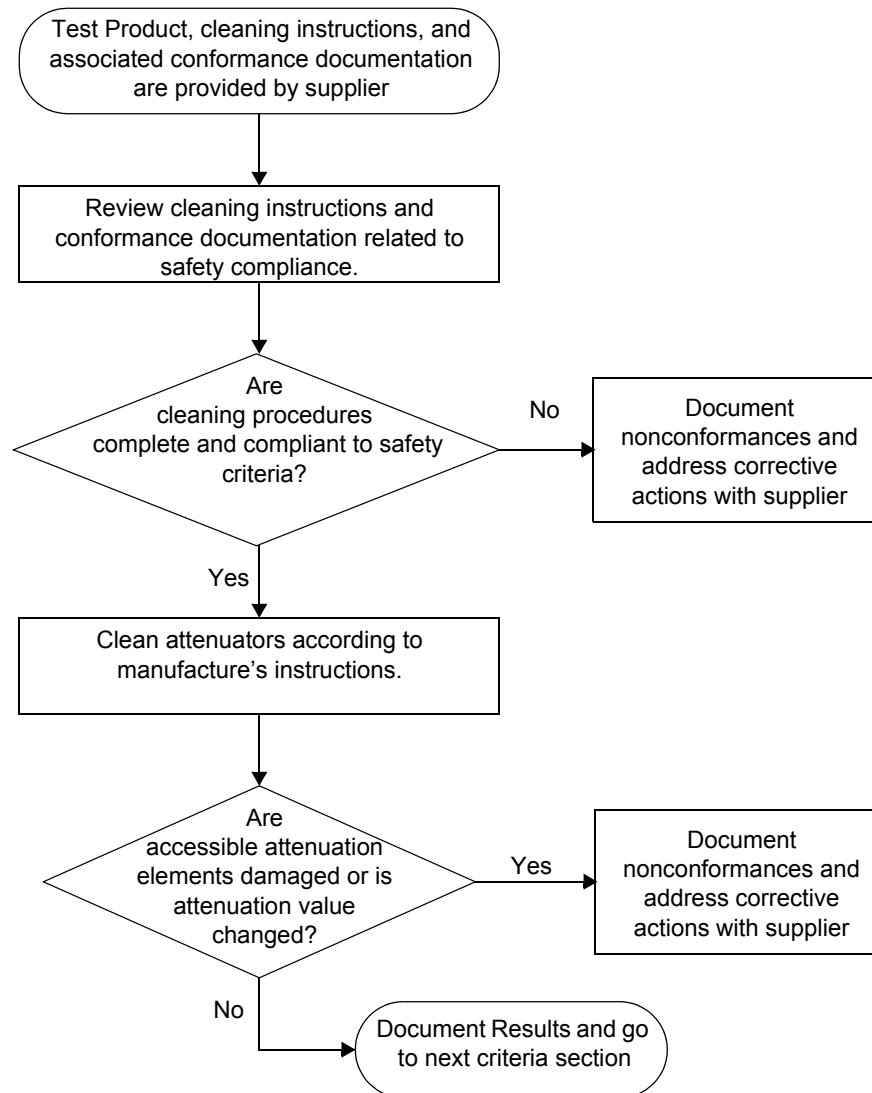 Test Product, cleaning instructions, and
associated conformance documentation
are provided by supplier
Review cleaning instructions and
conformance documentation related to
safety compliance.
Are
cleaning procedures
complete and compliant to safety
criteria?
No
Document
nonconformances and
address corrective
actions with supplier
Yes
Clean attenuators according to
manufacture’s instructions.
Are
accessible attenuation
elements damaged or is
attenuation value
changed?
Yes
Document
nonconformances and
address corrective
actions with supplier
No
Document Results and go
to next criteria section